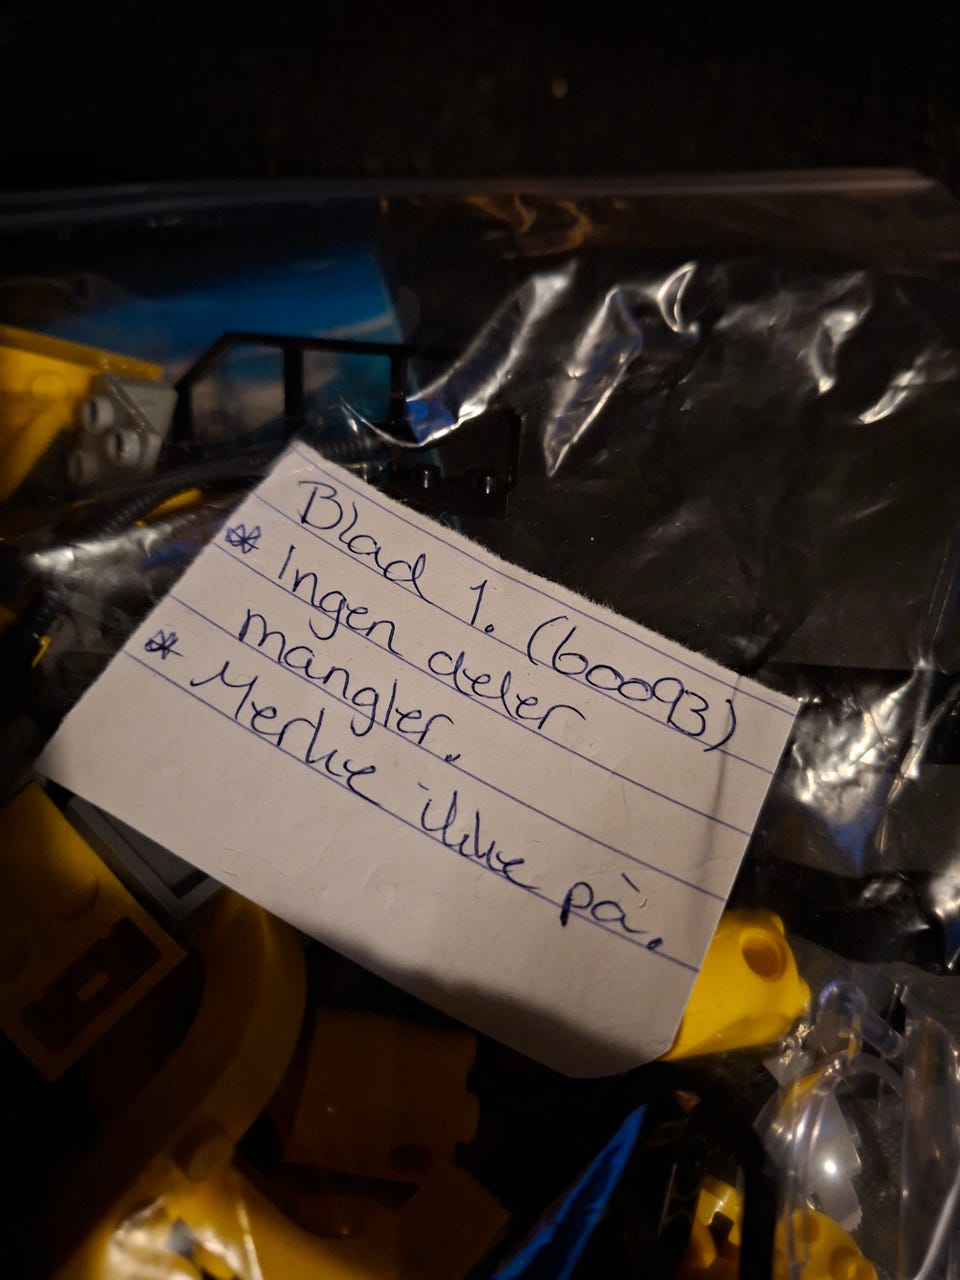 Blad 1. (60093)
* Ingen deler
mangler.
* Merke ikke på.